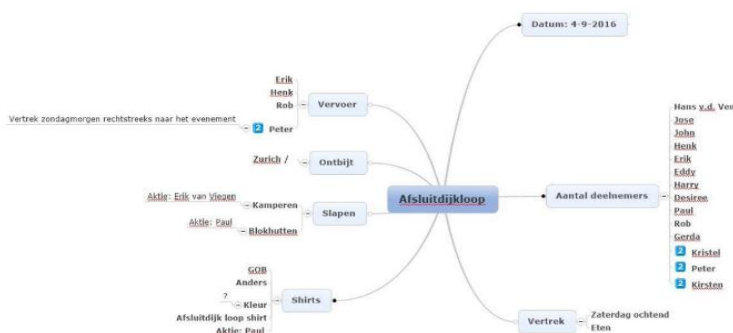 Datum: 4-9-2016
Erik
Henk
Rob
Vervoer
Vertrek zondagmorgen rechtstreeks naar het evenement
2 Peter
Zurich /
Ontbijt
Afsluitdijkloop
Aktie: Erik van Viegen
Kamperen
Slapen
Aktie: Paul
Blokhutten
GOB
Anders
?
Kleur
Shirts
Afsluitdijk loop shirt
Aktie: Paul
Aantal deelnemers
Hans v.d. Ven
Jose
John
Henk
Erik
Eddy
Harry
Desiree
Paul
Rob
Gerda
2 Kristel
2 Peter
2 Kirsten
Vertrek
Zaterdag ochtend
Eten